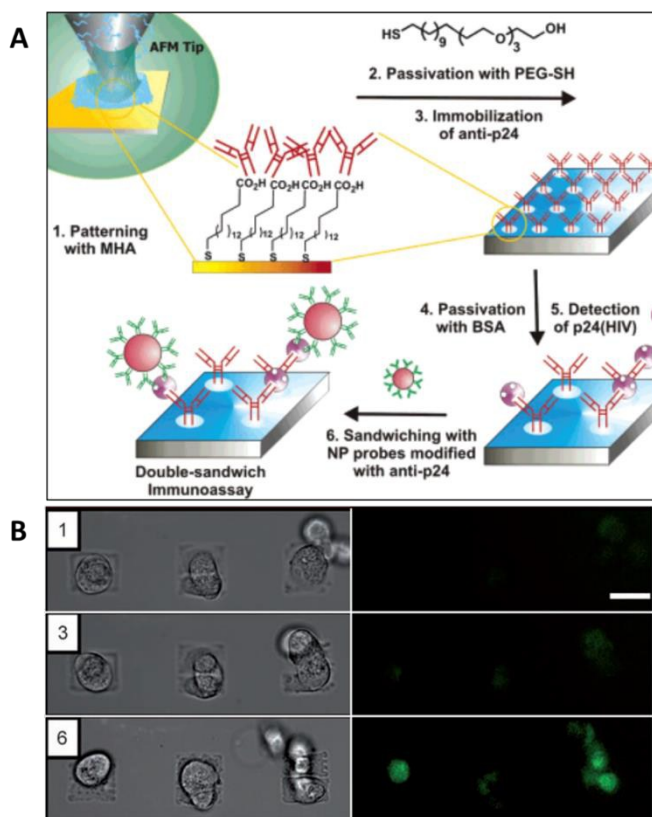 A
AFM Tip
HS
9
O
3
OH
2. Passivation with PEG-SH
3. Immobilization
of anti-p24
CO₂H CO₂H CO₂H CO₂H
1. Patterning
with MHA
12 12 12 12
S S S S
4. Passivation
with BSA
5. Detection
of p24(HIV)
6. Sandwiching with
NP probes modified
with anti-p24
Double-sandwich
Immunoassay
B
1
3
6